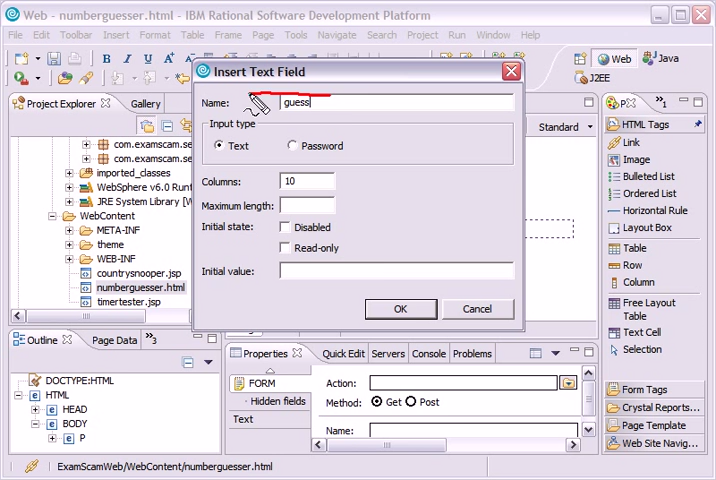 Web - numberguesser.html - IBM Rational Software Development Platform
File Edit Toolbar Insert Format Table Frame Page Tools Navigate Search Project Run Window Help
B I U A
Web Java
J2EE
Project Explorer Gallery
com.examscam.se
com.examscam.se
imported_classes
WebSphere v6.0 Runt
JRE System Library [W
WebContent
META-INF
theme
WEB-INF
countrysnooper.jsp
numberguesser.html
timertester.jsp
Insert Text Field
Name: guess
Input type
Text Password
Columns: 10
Maximum length:
Initial state: Disabled
Read-only
Initial value:
OK Cancel
Standard
P 1
HTML Tags
Link
Image
Bulleted List
Ordered List
Horizontal Rule
Layout Box
Table
Row
Column
Free Layout
Table
Text Cell
Selection
Form Tags
Crystal Reports...
Page Template
Web Site Navig...
Outline Page Data 3
DOCTYPE:HTML
HTML
HEAD
BODY
P
Properties Quick Edit Servers Console Problems
FORM
Hidden fields
Text
Action:
Method: Get Post
Name:
ExamScamWeb/WebContent/numberguesser.html